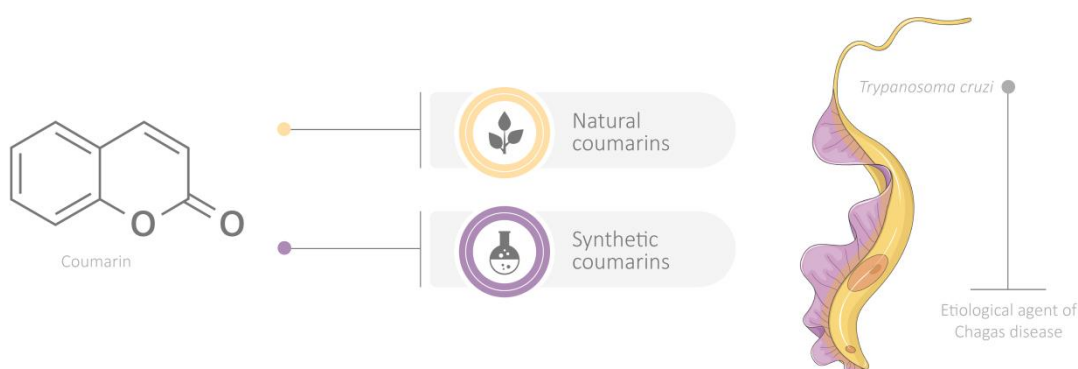 O
O
Coumarin
Natural
coumarins
Synthetic
coumarins
Trypanosoma cruzi
Etiological agent of
Chagas disease